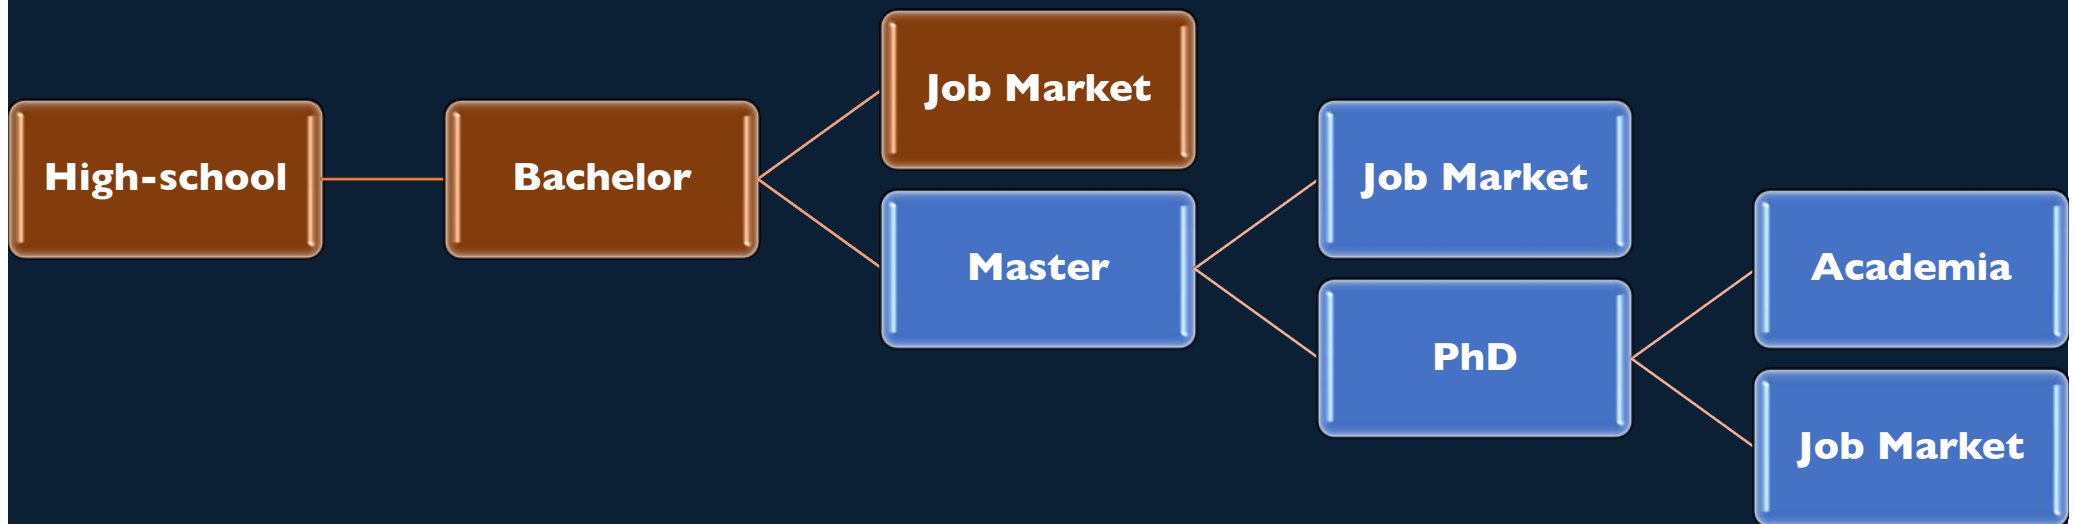 High-school
Bachelor
Job Market
Master
Job Market
PhD
Academia
Job Market